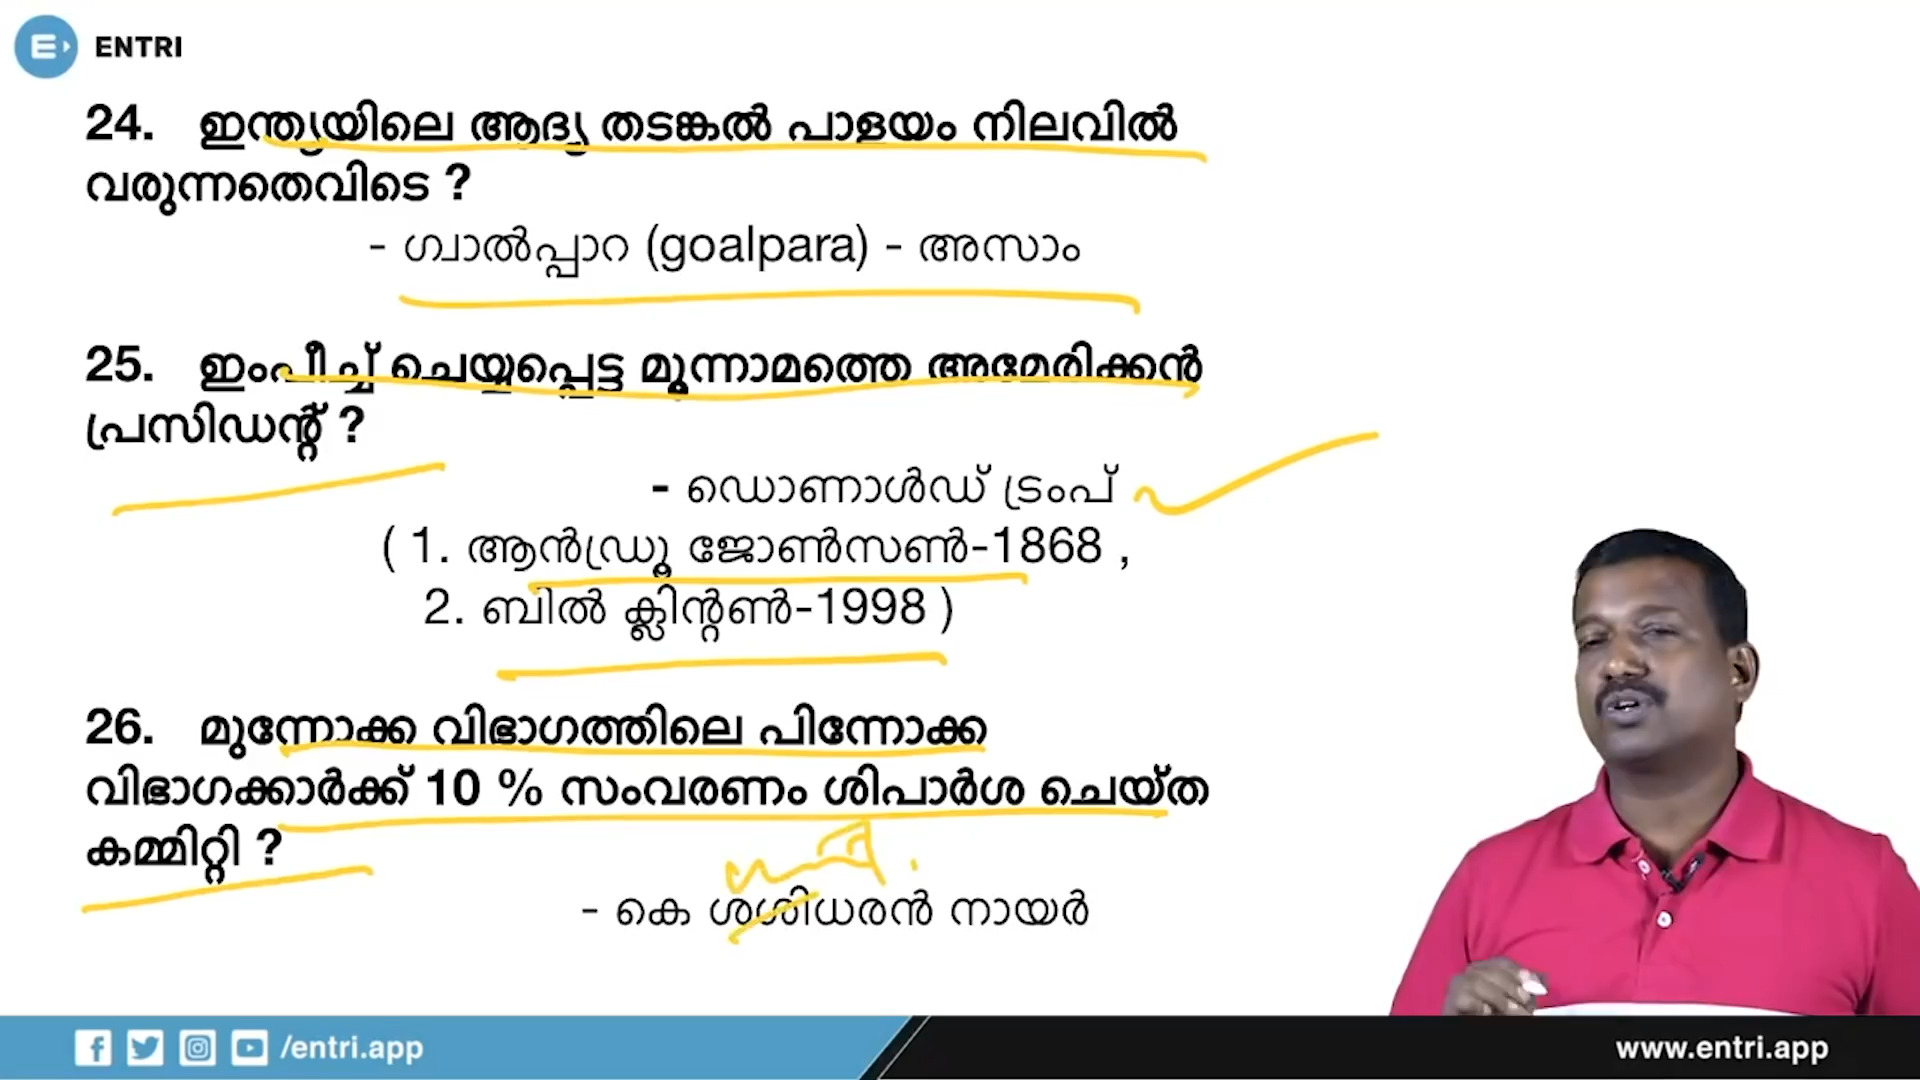 ENTRI
24. ഇന്ത്യയിലെ ആദ്യ തടങ്കൽ പാളയം നിലവിൽ
വരുന്നതെവിടെ ?
- ഗ്വാൽപ്പാറ (goalpara) - അസാം
25. ഇംപീച്ച് ചെയ്യപ്പെട്ട മൂന്നാമത്തെ അമേരിക്കൻ
പ്രസിഡന്റ് ?
- ഡൊണാൾഡ് ട്രംപ്
( 1. ആൻഡ്രൂ ജോൺസൺ-1868 ,
2. ബിൽ ക്ലിന്റൺ-1998 )
26. മുന്നോക്ക വിഭാഗത്തിലെ പിന്നോക്ക
വിഭാഗക്കാർക്ക് 10 % സംവരണം ശിപാർശ ചെയ്ത
കമ്മിറ്റി ?
- കെ ശശിധരൻ നായർ
/entri.app
www.entri.app